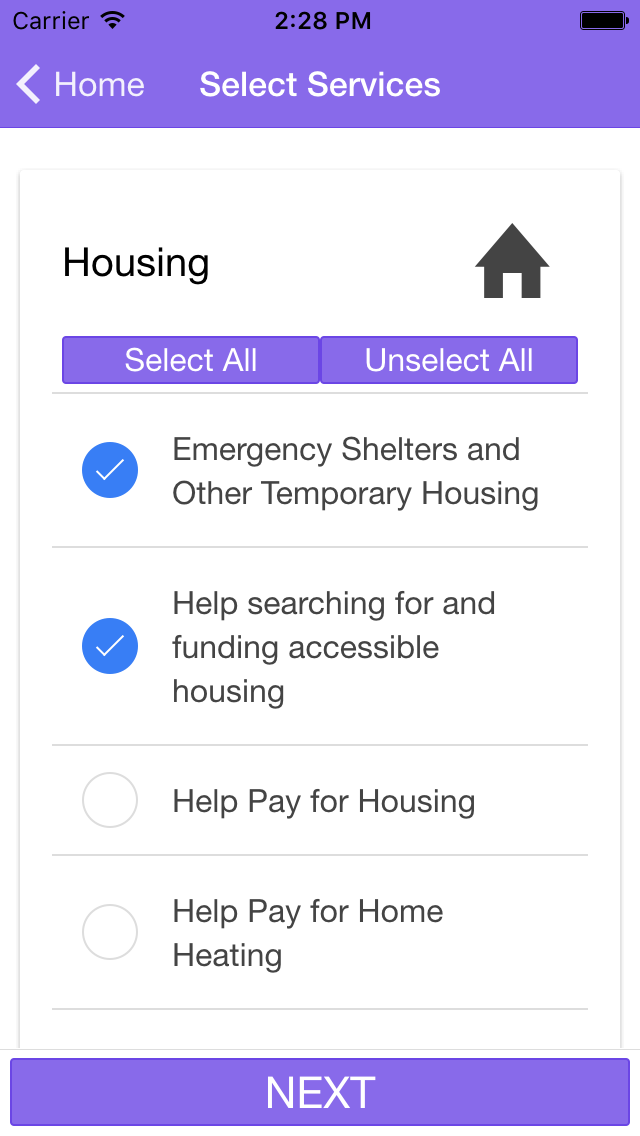 Carrier 2:28 PM
Home Select Services
Housing
Select All Unselect All
Emergency Shelters and
Other Temporary Housing
Help searching for and
funding accessible
housing
Help Pay for Housing
Help Pay for Home
Heating
NEXT